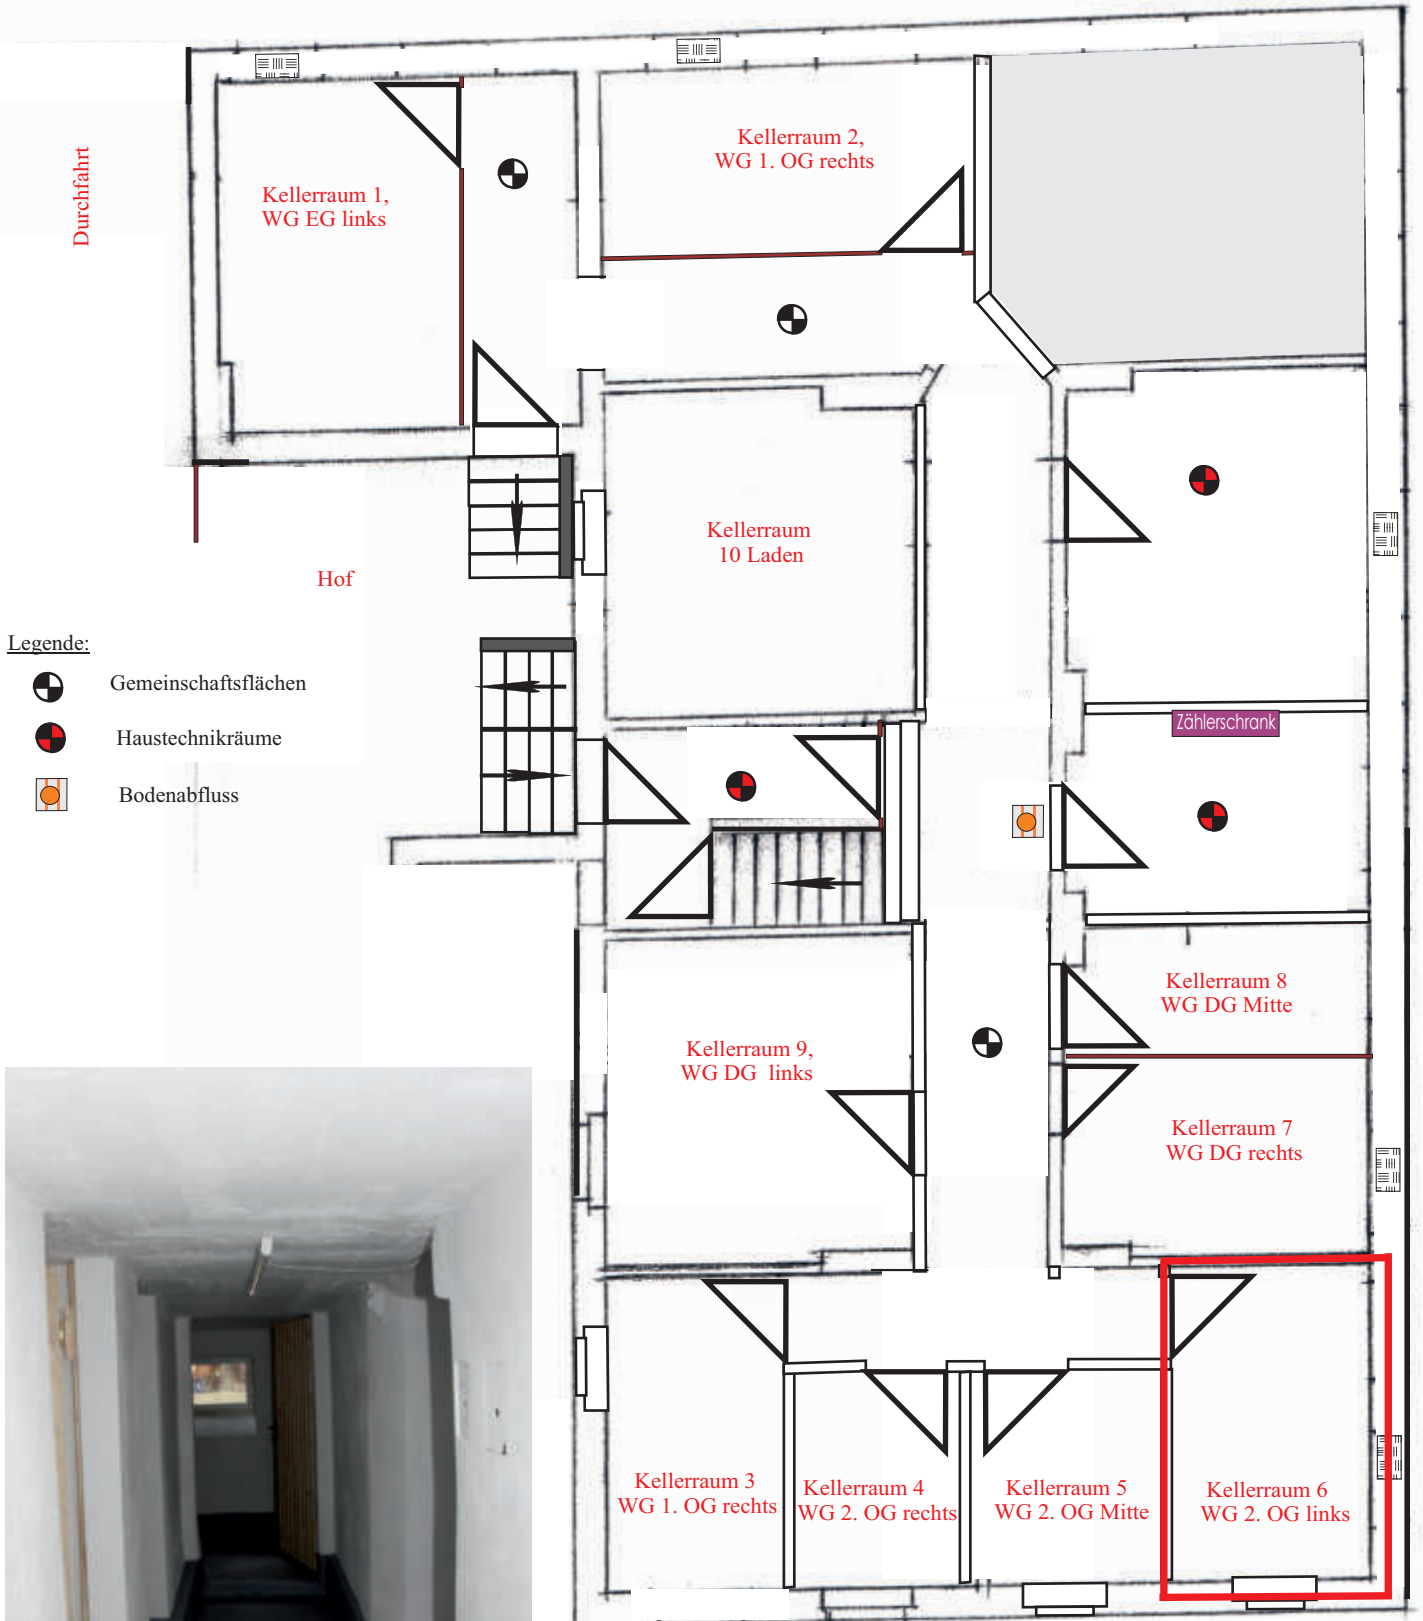 Durchfahrt
Kellerraum 1,
WG EG links
Kellerraum 2,
WG 1. OG rechts
Kellerraum
10 Laden
Hof
Legende:
Gemeinschaftsflächen
Haustechnikräume
Bodenabfluss
Zählerschrank
Kellerraum 8
WG DG Mitte
Kellerraum 9,
WG DG links
Kellerraum 7
WG DG rechts
Kellerraum 3
WG 1. OG rechts
Kellerraum 4
WG 2. OG rechts
Kellerraum 5
WG 2. OG Mitte
Kellerraum 6
WG 2. OG links